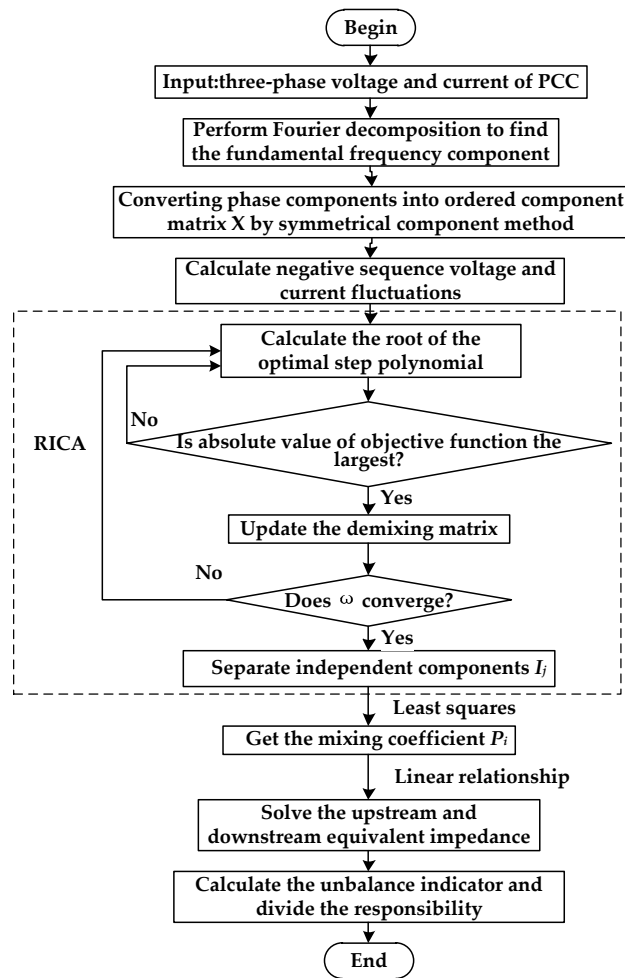 Begin
Input:three-phase voltage and current of PCC
Perform Fourier decomposition to find
the fundamental frequency component
Converting phase components into ordered component
matrix X by symmetrical component method
Calculate negative sequence voltage and
current fluctuations
Calculate the root of the
optimal step polynomial
No
RICA
Is absolute value of objective function the
largest?
Yes
Update the demixing matrix
No
Does ω converge?
Yes
Separate independent components Ij
Least squares
Get the mixing coefficient Pi
Linear relationship
Solve the upstream and
downstream equivalent impedance
Calculate the unbalance indicator and
divide the responsibility
End